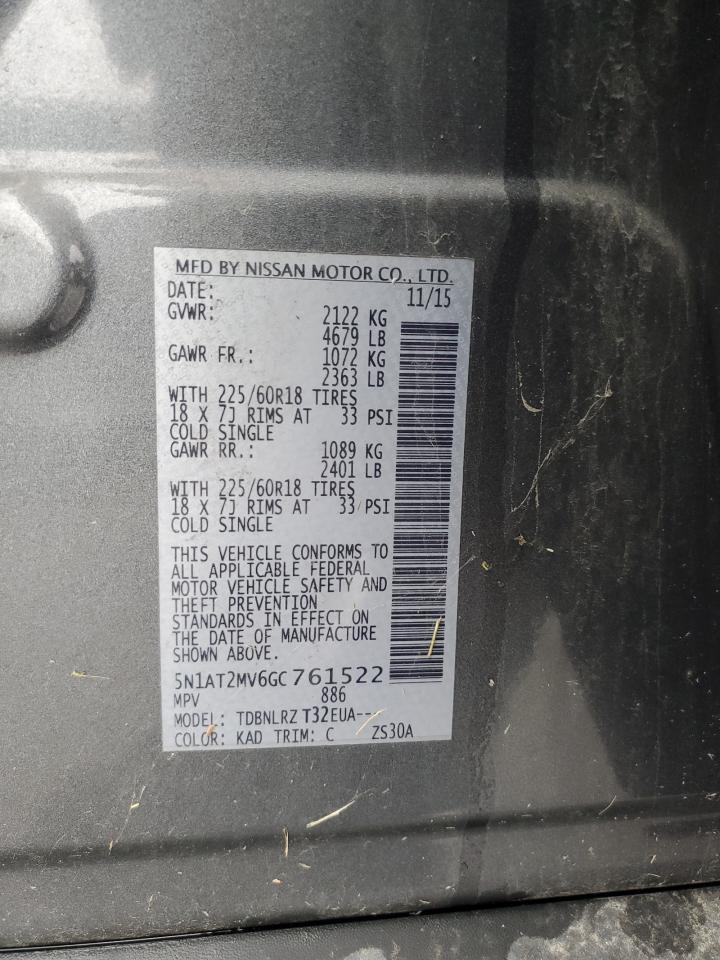 MFD BY NISSAN MOTOR CO., LTD.
DATE: 11/15
GVWR: 2122 KG
4679 LB
GAWR FR.: 1072 KG
2363 LB
WITH 225/60R18 TIRES
18 X 7J RIMS AT 33 PSI
COLD SINGLE
GAWR RR.: 1089 KG
2401 LB
WITH 225/60R18 TIRES
18 X 7J RIMS AT 33 PSI
COLD SINGLE
THIS VEHICLE CONFORMS TO
ALL APPLICABLE FEDERAL
MOTOR VEHICLE SAFETY AND
THEFT PREVENTION
STANDARDS IN EFFECT ON
THE DATE OF MANUFACTURE
SHOWN ABOVE.
5N1AT2MV6GC761522
MPV 886
MODEL: TDBNLRZ T32EUA---
COLOR: KAD TRIM: C ZS30A